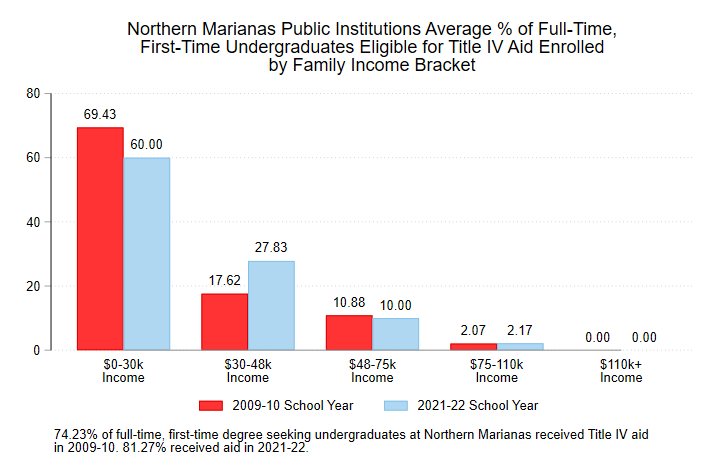 Northern Marianas Public Institutions Average % of Full-Time,
First-Time Undergraduates Eligible for Title IV Aid Enrolled
by Family Income Bracket
80
60
40
20
0
69.43
60.00
17.62
27.83
10.88
10.00
2.07
2.17
0.00
0.00
$0-30k
Income
$30-48k
Income
$48-75k
Income
$75-110k
Income
$110k+
Income
2009-10 School Year
2021-22 School Year
74.23% of full-time, first-time degree seeking undergraduates at Northern Marianas received Title IV aid
in 2009-10. 81.27% received aid in 2021-22.